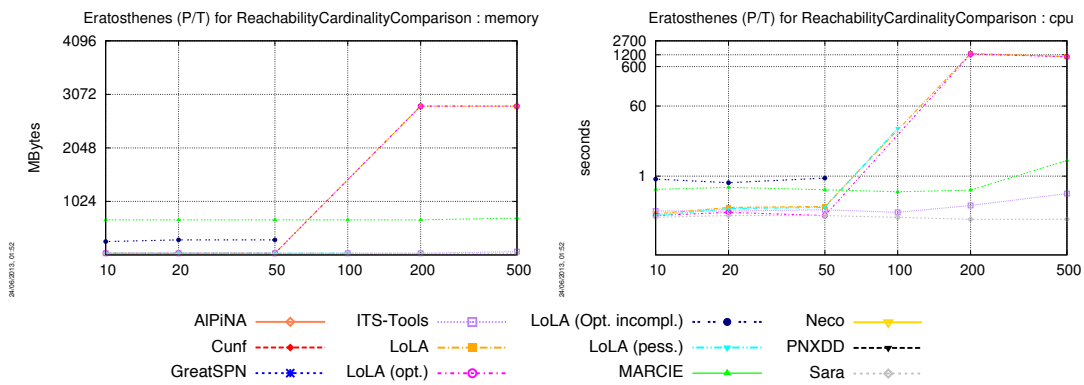 Eratosthenes (P/T) for ReachabilityCardinalityComparison : memory
4096
3072
2048
1024
MBytes
10 20 50 100 200 500
24/06/2013, 01:52
Eratosthenes (P/T) for ReachabilityCardinalityComparison : cpu
2700
1200
600
60
1
seconds
10 20 50 100 200 500
24/06/2013, 01:52
AlPiNA
Cunf
GreatSPN
ITS-Tools
LoLA
LoLA (opt.)
LoLA (Opt. incompl.)
LoLA (pess.)
MARCIE
Neco
PNXDD
Sara